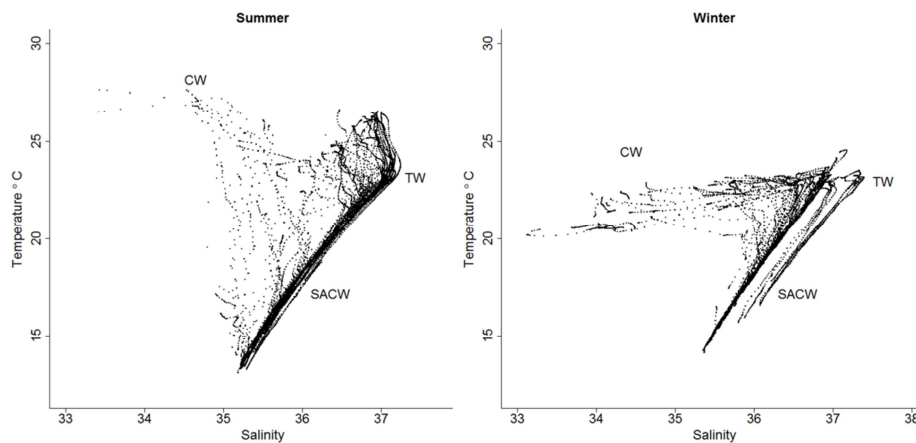 Summer
Temperature ° C
30
25
20
15
CW
TW
SACW
33
34
35
36
37
Salinity
Winter
Temperature ° C
30
25
20
15
CW
TW
SACW
33
34
35
36
37
38
Salinity